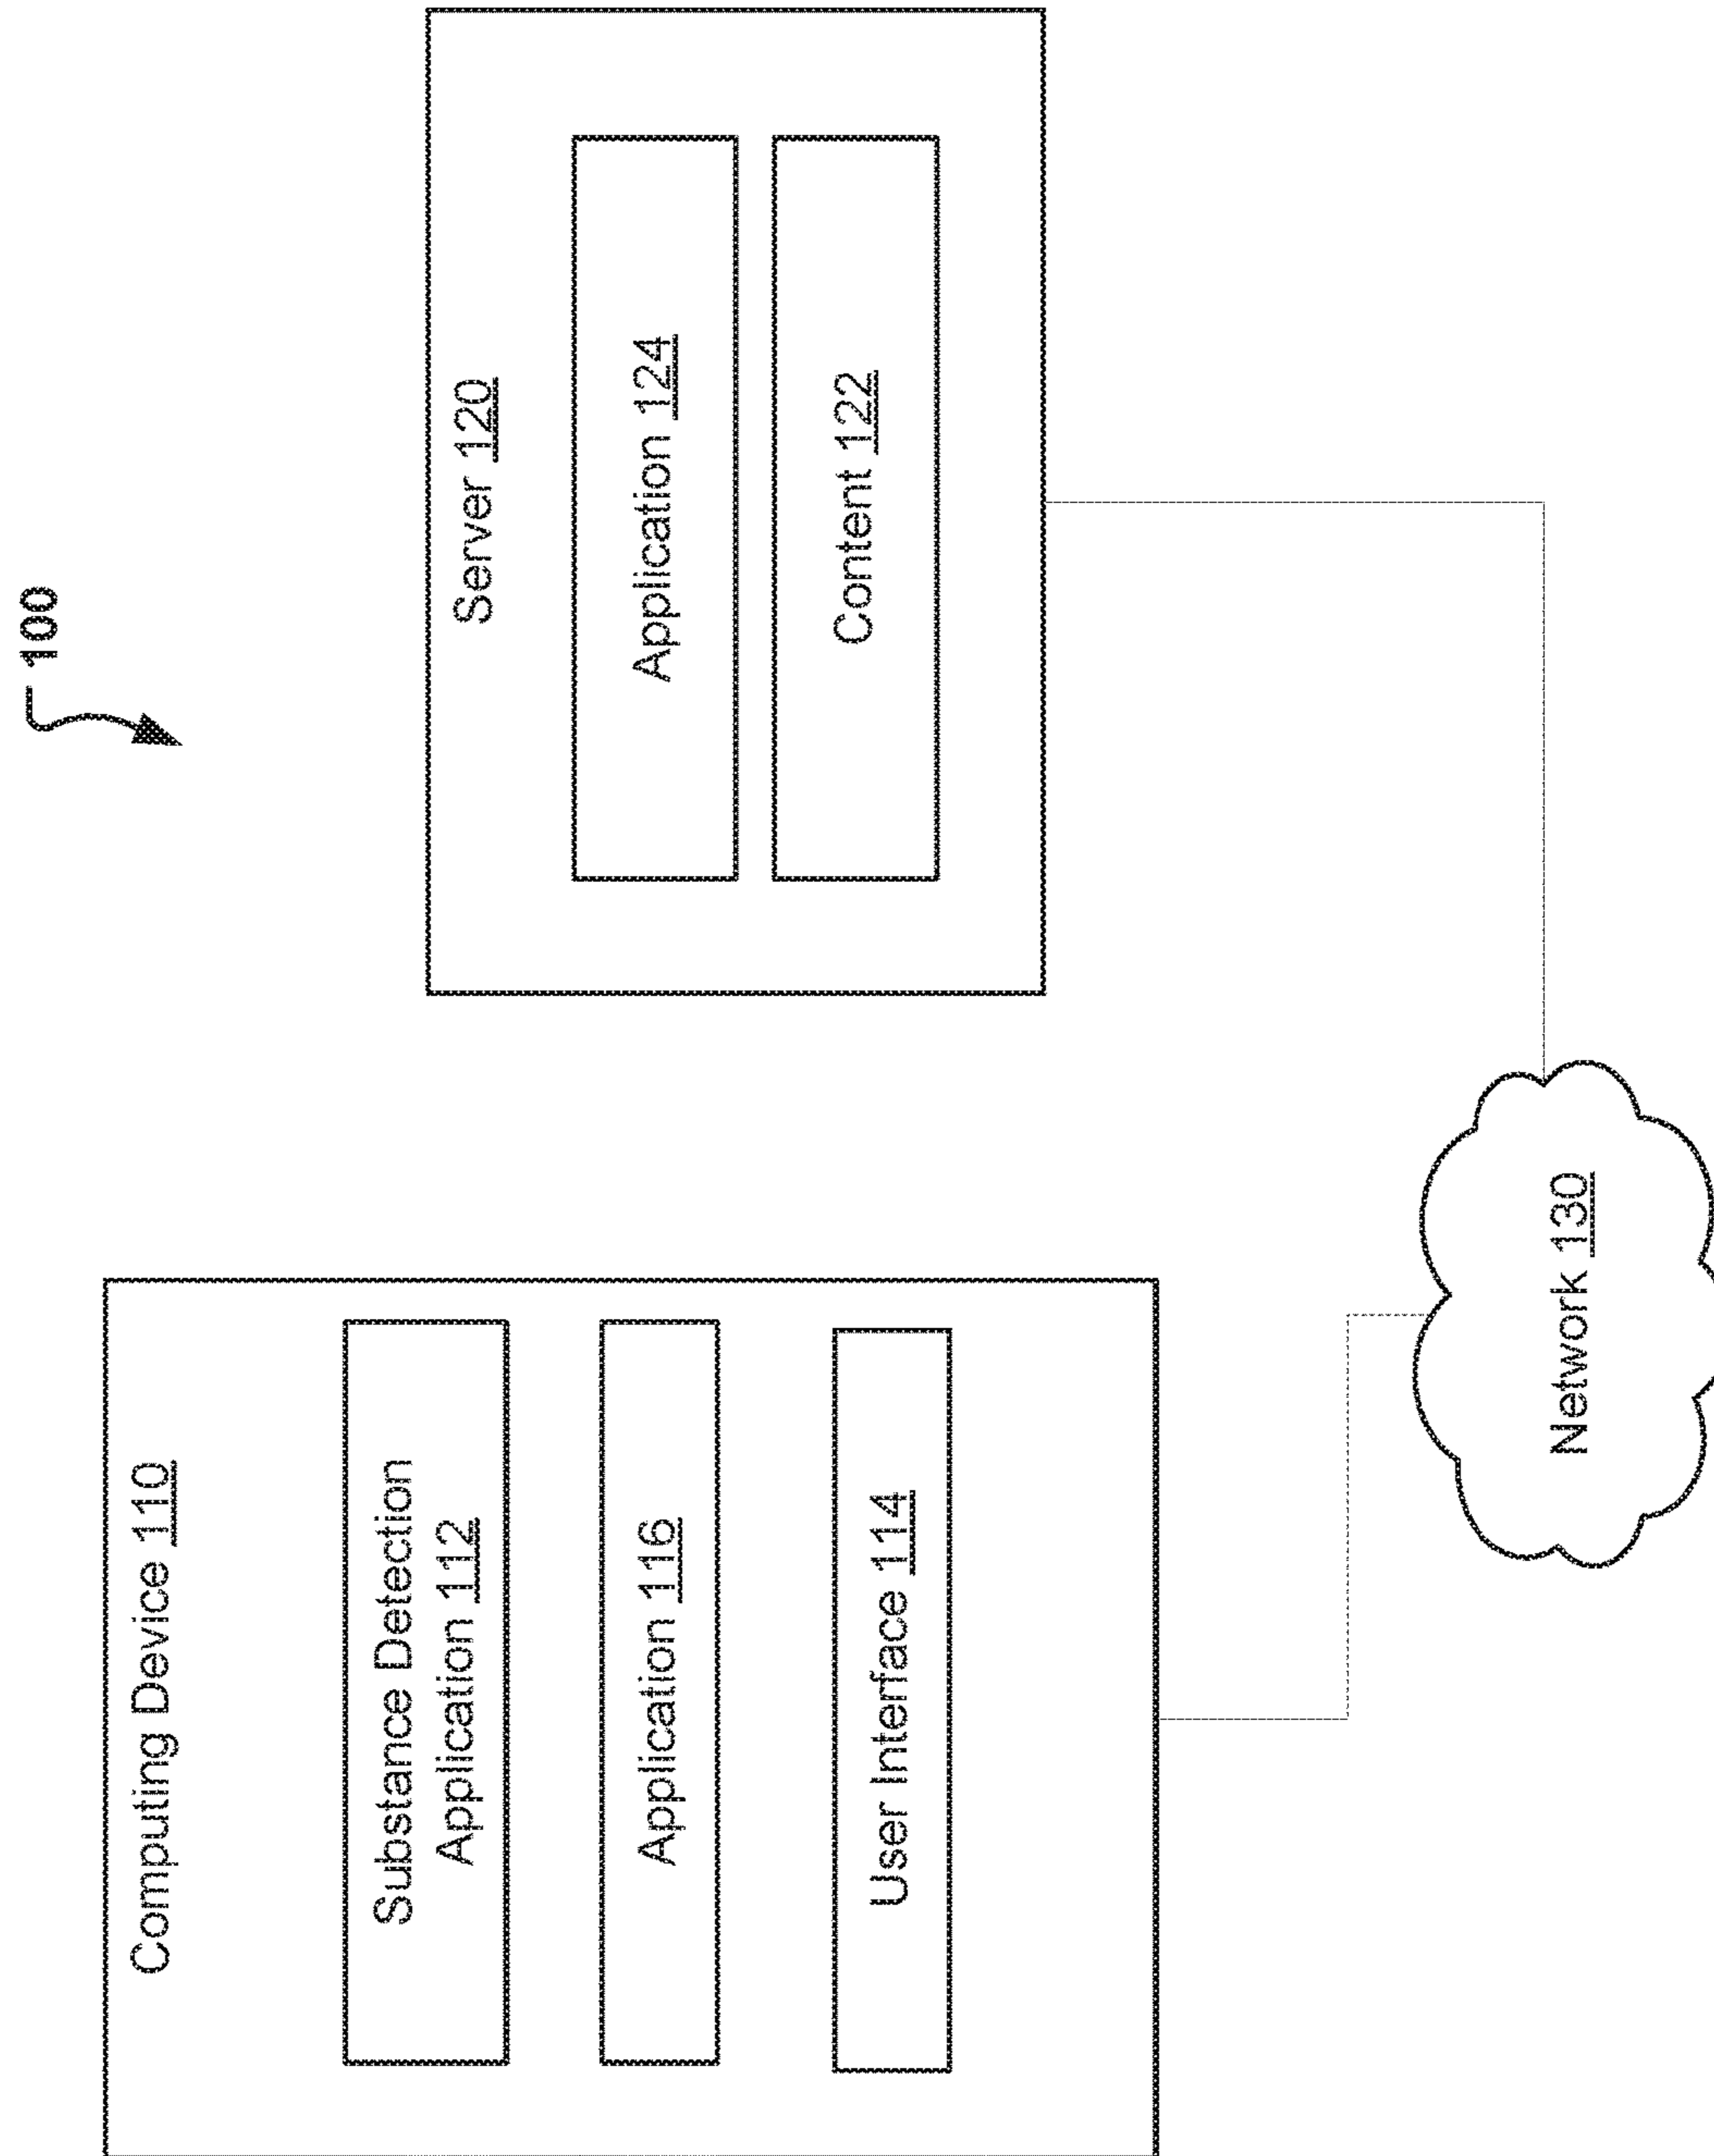 100
Computing Device 110
Substance Detection
Application 112
Application 116
User Interface 114
Server 120
Application 124
Content 122
Network 130